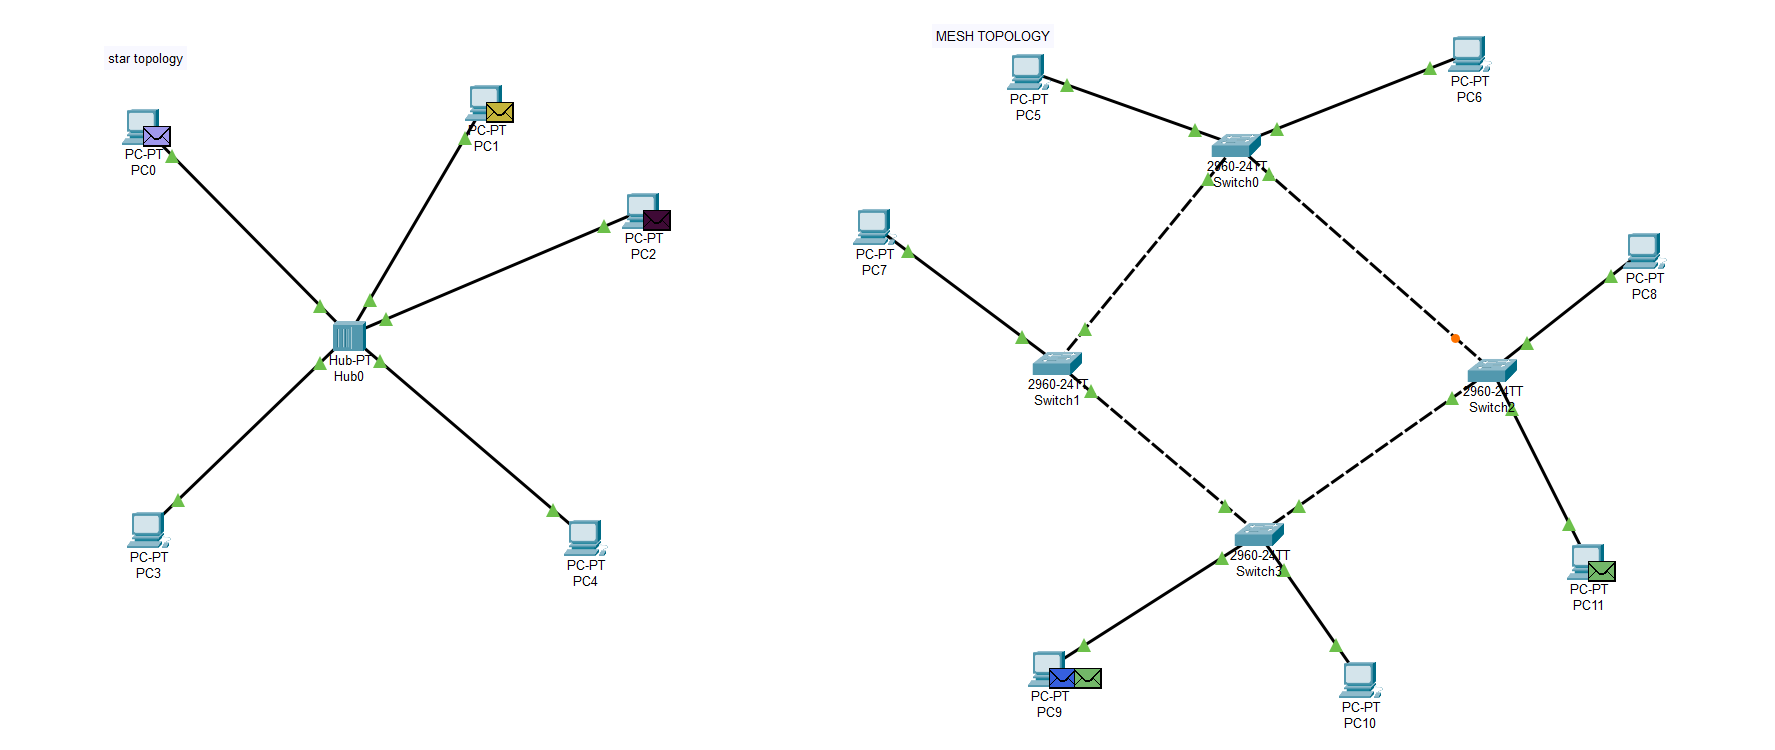 star topology
PC-PT
PC0
PC-PT
PC1
PC-PT
PC2
Hub-PT
Hub0
PC-PT
PC3
PC-PT
PC4
MESH TOPOLOGY
PC-PT
PC5
PC-PT
PC6
2960-24TT
Switch0
PC-PT
PC7
PC-PT
PC8
2960-24TT
Switch1
2960-24TT
Switch2
2960-24TT
Switch3
PC-PT
PC11
PC-PT
PC9
PC-PT
PC10